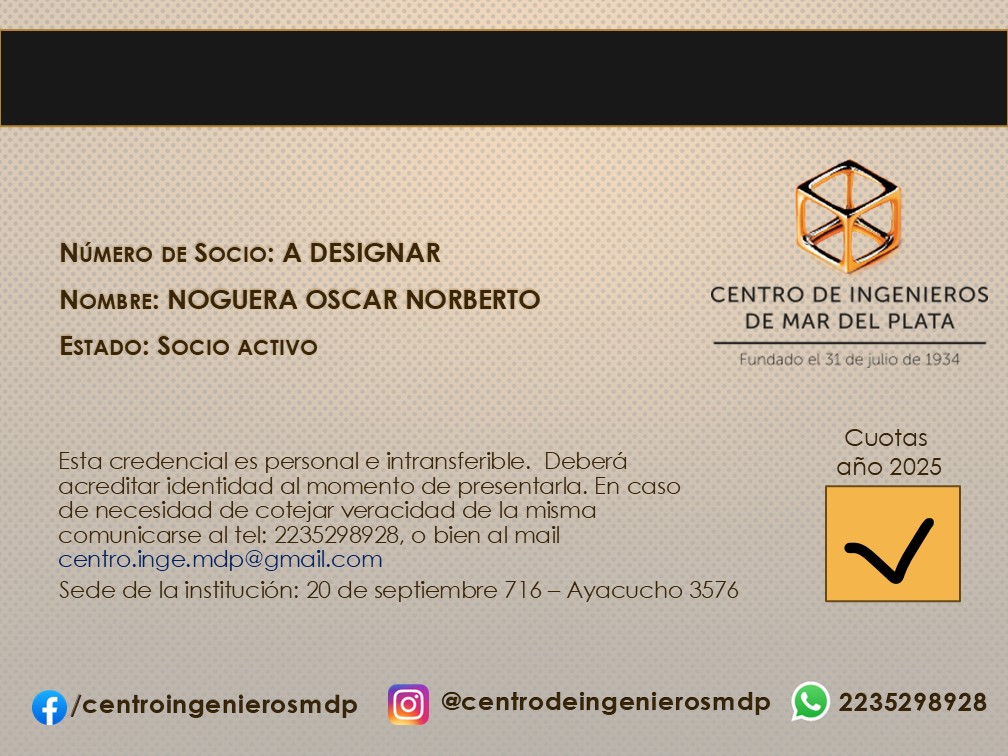 NÚMERO DE SOCIO: A DESIGNAR
NOMBRE: NOGUERA OSCAR NORBERTO
ESTADO: SOCIO ACTIVO
CENTRO DE INGENIEROS
DE MAR DEL PLATA
Fundado el 31 de julio de 1934
Cuotas
año 2025
Esta credencial es personal e intransferible. Deberá
acreditar identidad al momento de presentarla. En caso
de necesidad de cotejar veracidad de la misma
comunicarse al tel: 2235298928, o bien al mail
centro.inge.mdp@gmail.com
Sede de la institución: 20 de septiembre 716 – Ayacucho 3576
/centroingenierosmdp
@centrodeingenierosmdp
2235298928